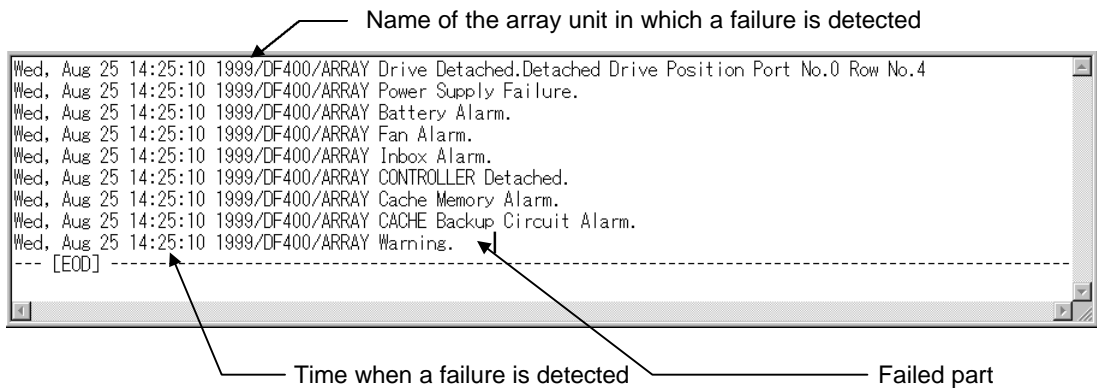 Name of the array unit in which a failure is detected
Wed, Aug 25 14:25:10 1999/DF400/ARRAY Drive Detached.Detached Drive Position Port No.0 Row No.4
Wed, Aug 25 14:25:10 1999/DF400/ARRAY Power Supply Failure.
Wed, Aug 25 14:25:10 1999/DF400/ARRAY Battery Alarm.
Wed, Aug 25 14:25:10 1999/DF400/ARRAY Fan Alarm.
Wed, Aug 25 14:25:10 1999/DF400/ARRAY Inbox Alarm.
Wed, Aug 25 14:25:10 1999/DF400/ARRAY CONTROLLER Detached.
Wed, Aug 25 14:25:10 1999/DF400/ARRAY Cache Memory Alarm.
Wed, Aug 25 14:25:10 1999/DF400/ARRAY CACHE Backup Circuit Alarm.
Wed, Aug 25 14:25:10 1999/DF400/ARRAY Warning.
--- [EOD] ---
Time when a failure is detected
Failed part